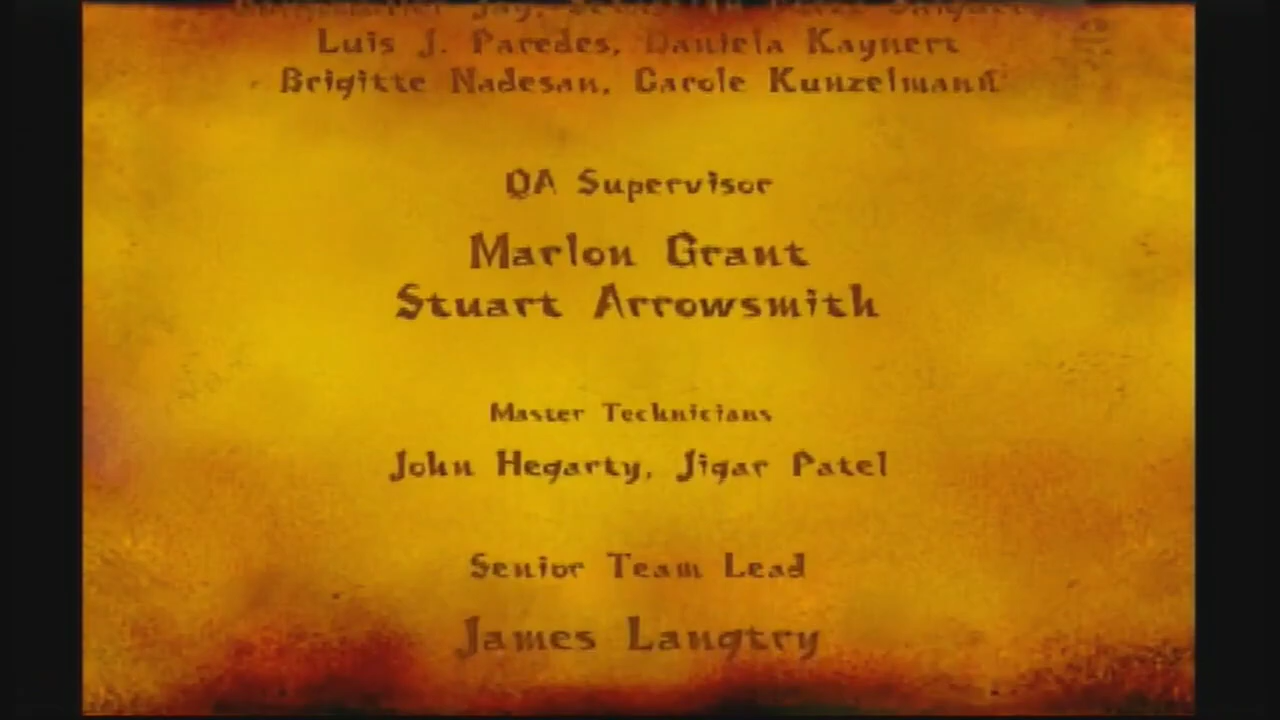 Luis J. Paredes, Daniela Kaynert
Brigitte Nadesan, Carole Kunzelmann
QA Supervisor
Marlon Grant
Stuart Arrowsmith
Master Technicians
John Hegarty, Jigar Patel
Senior Team Lead
James Langtry